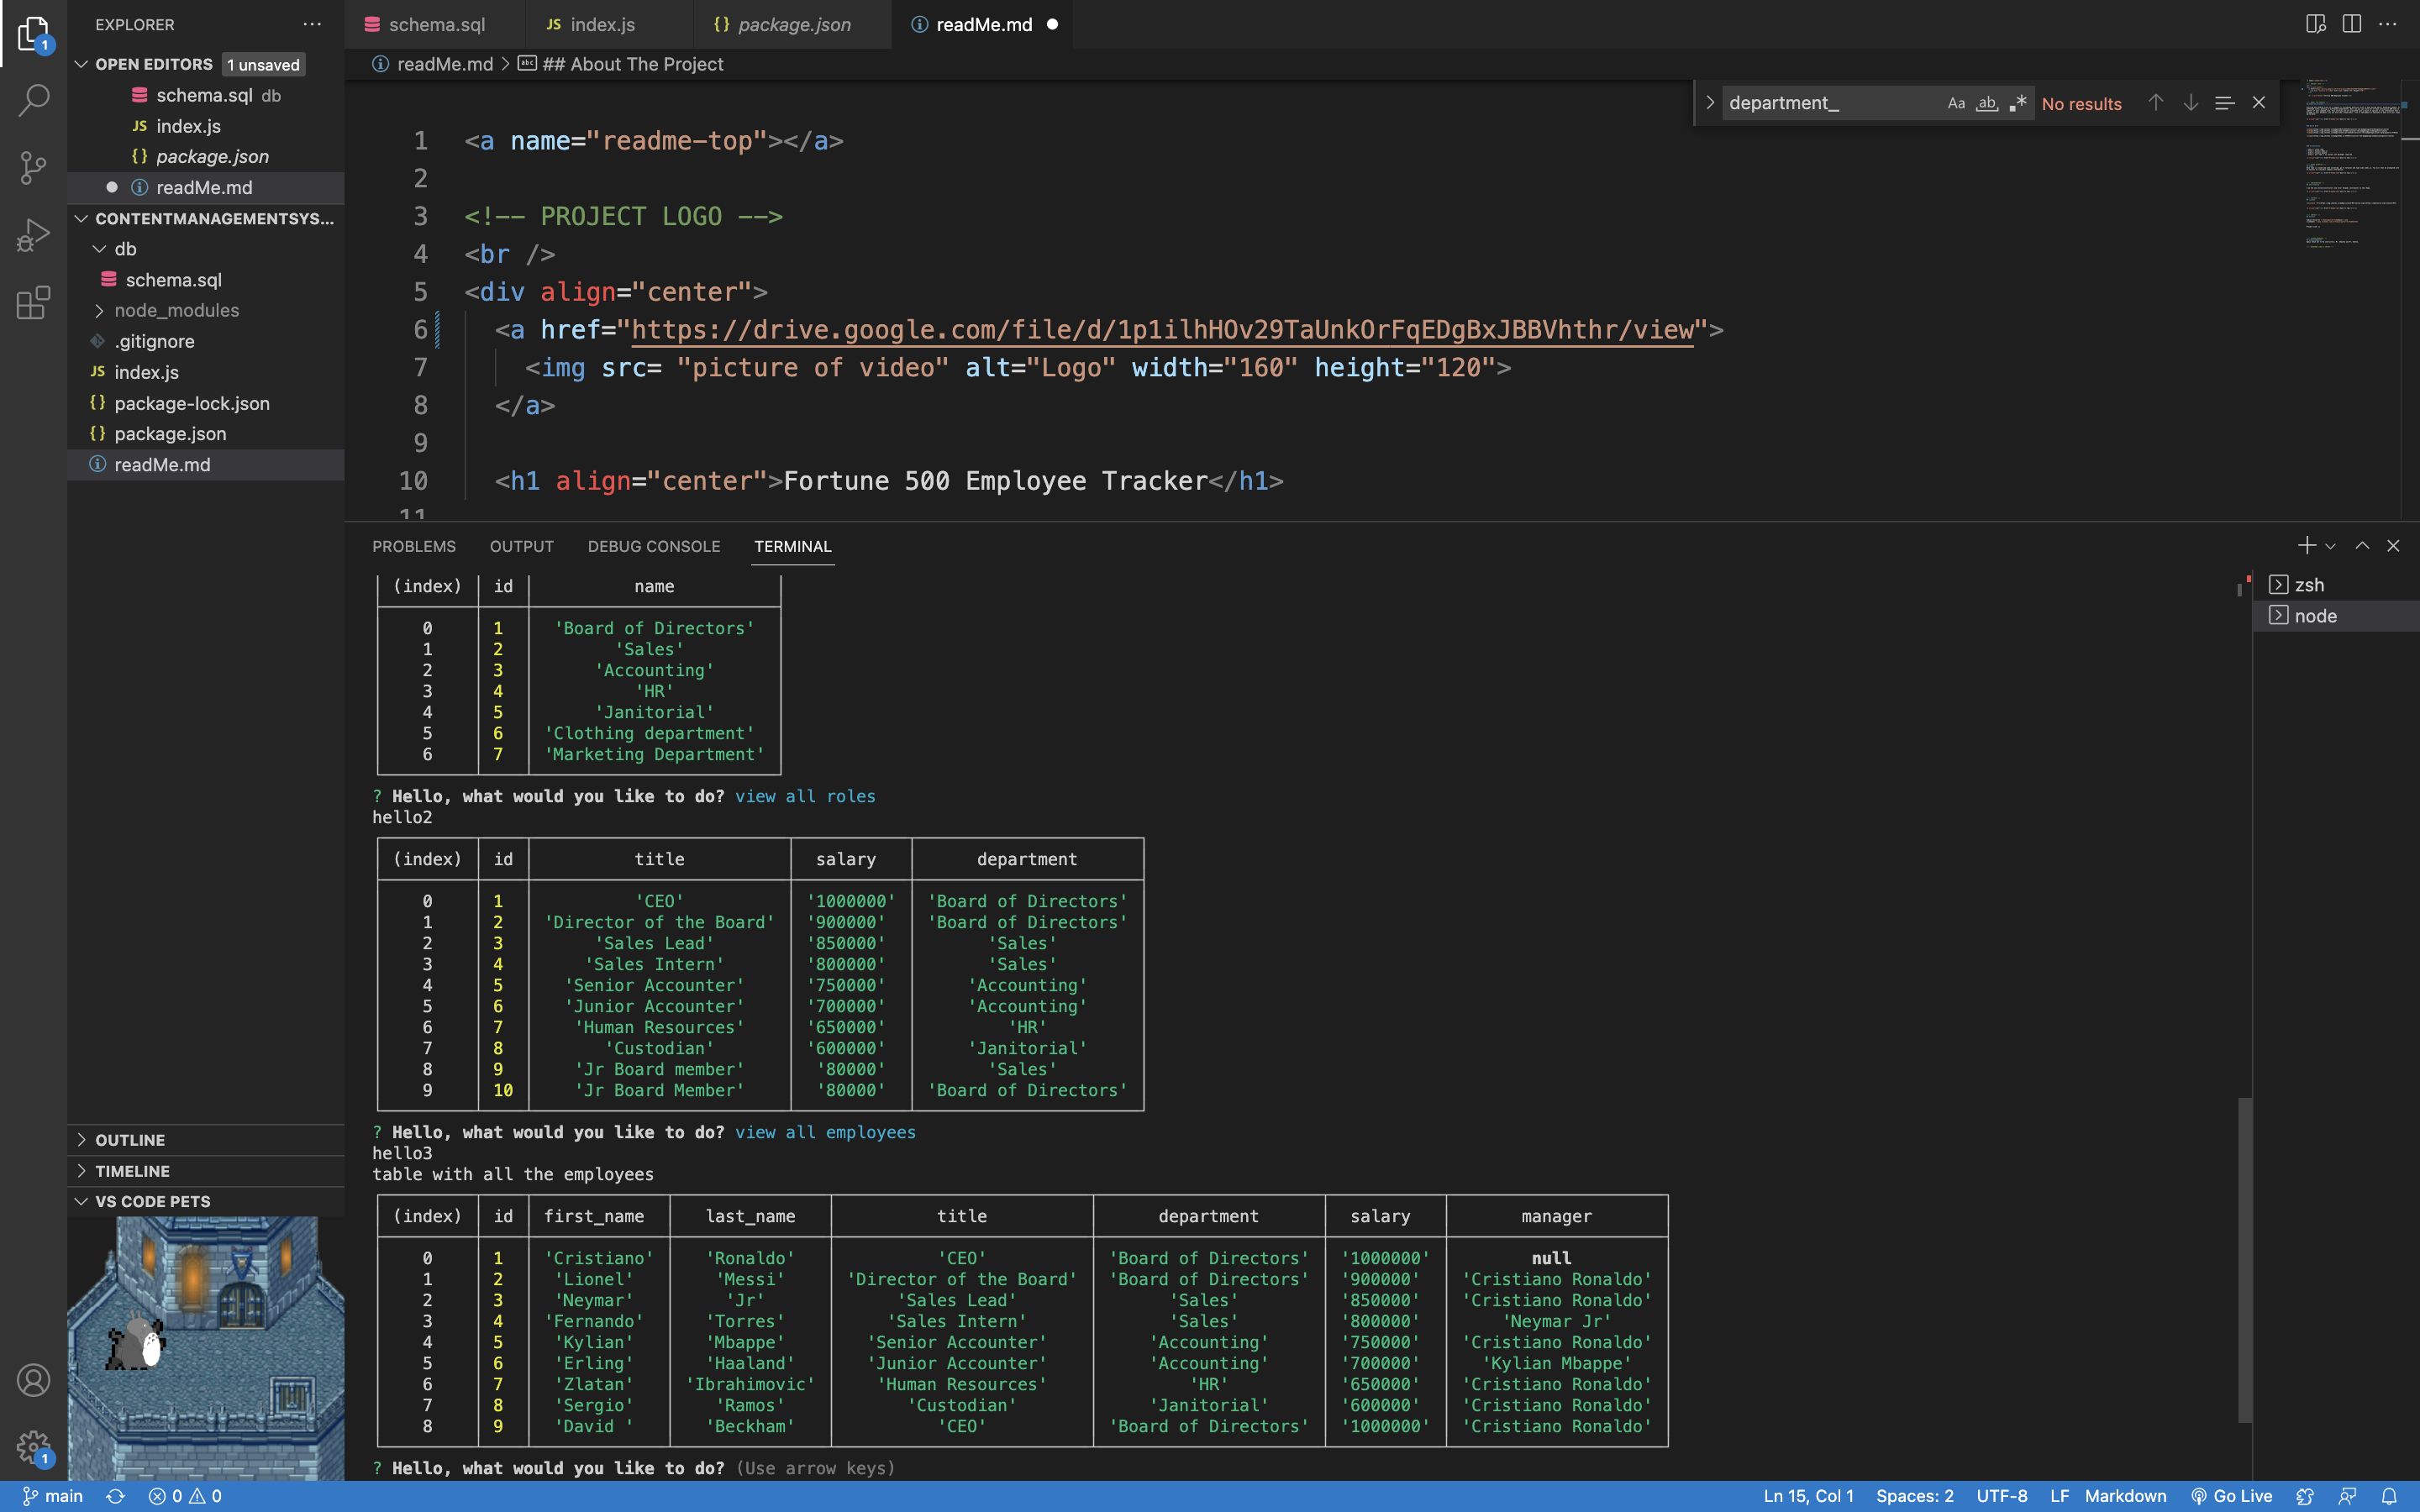 EXPLORER
OPEN EDITORS 1 unsaved
schema.sql db
JS index.js
{} package.json
readMe.md
CONTENTMANAGEMENTSYS...
db
schema.sql
node_modules
.gitignore
JS index.js
{} package-lock.json
{} package.json
readMe.md
OUTLINE
TIMELINE
VS CODE PETS
schema.sql JS index.js {} package.json readMe.md
readMe.md > ## About The Project
department_ Aa ab .* No results
1 <a name="readme-top"></a>
2
3 <!-- PROJECT LOGO -->
4 <br />
5 <div align="center">
6 <a href="https://drive.google.com/file/d/1p1ilhHOv29TaUnkOrFqEDgBxJBBVhthr/view">
7 <img src= "picture of video" alt="Logo" width="160" height="120">
8 </a>
9
10 <h1 align="center">Fortune 500 Employee Tracker</h1>
11
PROBLEMS OUTPUT DEBUG CONSOLE TERMINAL
zsh
node
(index) id name
0 1 'Board of Directors'
1 2 'Sales'
2 3 'Accounting'
3 4 'HR'
4 5 'Janitorial'
5 6 'Clothing department'
6 7 'Marketing Department'
? Hello, what would you like to do? view all roles
hello2
(index) id title salary department
0 1 'CEO' '1000000' 'Board of Directors'
1 2 'Director of the Board' '900000' 'Board of Directors'
2 3 'Sales Lead' '850000' 'Sales'
3 4 'Sales Intern' '800000' 'Sales'
4 5 'Senior Accounter' '750000' 'Accounting'
5 6 'Junior Accounter' '700000' 'Accounting'
6 7 'Human Resources' '650000' 'HR'
7 8 'Custodian' '600000' 'Janitorial'
8 9 'Jr Board member' '80000' 'Sales'
9 10 'Jr Board Member' '80000' 'Board of Directors'
? Hello, what would you like to do? view all employees
hello3
table with all the employees
(index) id first_name last_name title department salary manager
0 1 'Cristiano' 'Ronaldo' 'CEO' 'Board of Directors' '1000000' null
1 2 'Lionel' 'Messi' 'Director of the Board' 'Board of Directors' '900000' 'Cristiano Ronaldo'
2 3 'Neymar' 'Jr' 'Sales Lead' 'Sales' '850000' 'Cristiano Ronaldo'
3 4 'Fernando' 'Torres' 'Sales Intern' 'Sales' '800000' 'Neymar Jr'
4 5 'Kylian' 'Mbappe' 'Senior Accounter' 'Accounting' '750000' 'Cristiano Ronaldo'
5 6 'Erling' 'Haaland' 'Junior Accounter' 'Accounting' '700000' 'Kylian Mbappe'
6 7 'Zlatan' 'Ibrahimovic' 'Human Resources' 'HR' '650000' 'Cristiano Ronaldo'
7 8 'Sergio' 'Ramos' 'Custodian' 'Janitorial' '600000' 'Cristiano Ronaldo'
8 9 'David ' 'Beckham' 'CEO' 'Board of Directors' '1000000' 'Cristiano Ronaldo'
? Hello, what would you like to do? (Use arrow keys)
1
1
main 0 0 Ln 15, Col 1 Spaces: 2 UTF-8 LF Markdown Go Live